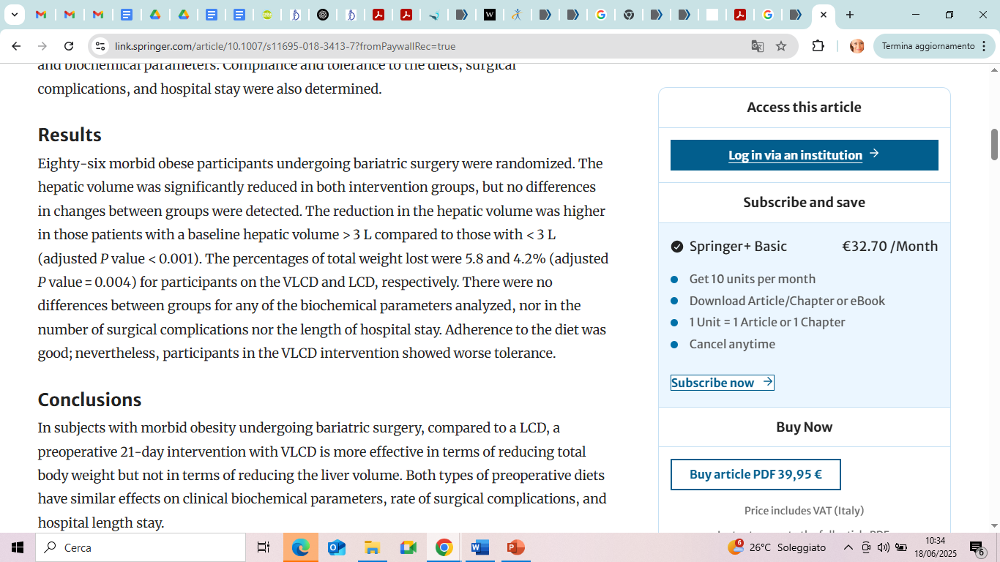 link.springer.com/article/10.1007/s11695-018-3413-7?fromPaywallRec=true
Termina aggiornamento
and biochemical parameters. Compliance and tolerance to the diets, surgical
complications, and hospital stay were also determined.
Results
Eighty-six morbid obese participants undergoing bariatric surgery were randomized. The
hepatic volume was significantly reduced in both intervention groups, but no differences
in changes between groups were detected. The reduction in the hepatic volume was higher
in those patients with a baseline hepatic volume > 3 L compared to those with < 3 L
(adjusted P value < 0.001). The percentages of total weight lost were 5.8 and 4.2% (adjusted
P value = 0.004) for participants on the VLCD and LCD, respectively. There were no
differences between groups for any of the biochemical parameters analyzed, nor in the
number of surgical complications nor the length of hospital stay. Adherence to the diet was
good; nevertheless, participants in the VLCD intervention showed worse tolerance.
Conclusions
In subjects with morbid obesity undergoing bariatric surgery, compared to a LCD, a
preoperative 21-day intervention with VLCD is more effective in terms of reducing total
body weight but not in terms of reducing the liver volume. Both types of preoperative diets
have similar effects on clinical biochemical parameters, rate of surgical complications, and
hospital length stay.
Access this article
Log in via an institution
Subscribe and save
Springer+ Basic €32.70 /Month
Get 10 units per month
Download Article/Chapter or eBook
1 Unit = 1 Article or 1 Chapter
Cancel anytime
Subscribe now
Buy Now
Buy article PDF 39,95 €
Price includes VAT (Italy)
Cerca
26°C Soleggiato
10:34
18/06/2025
6